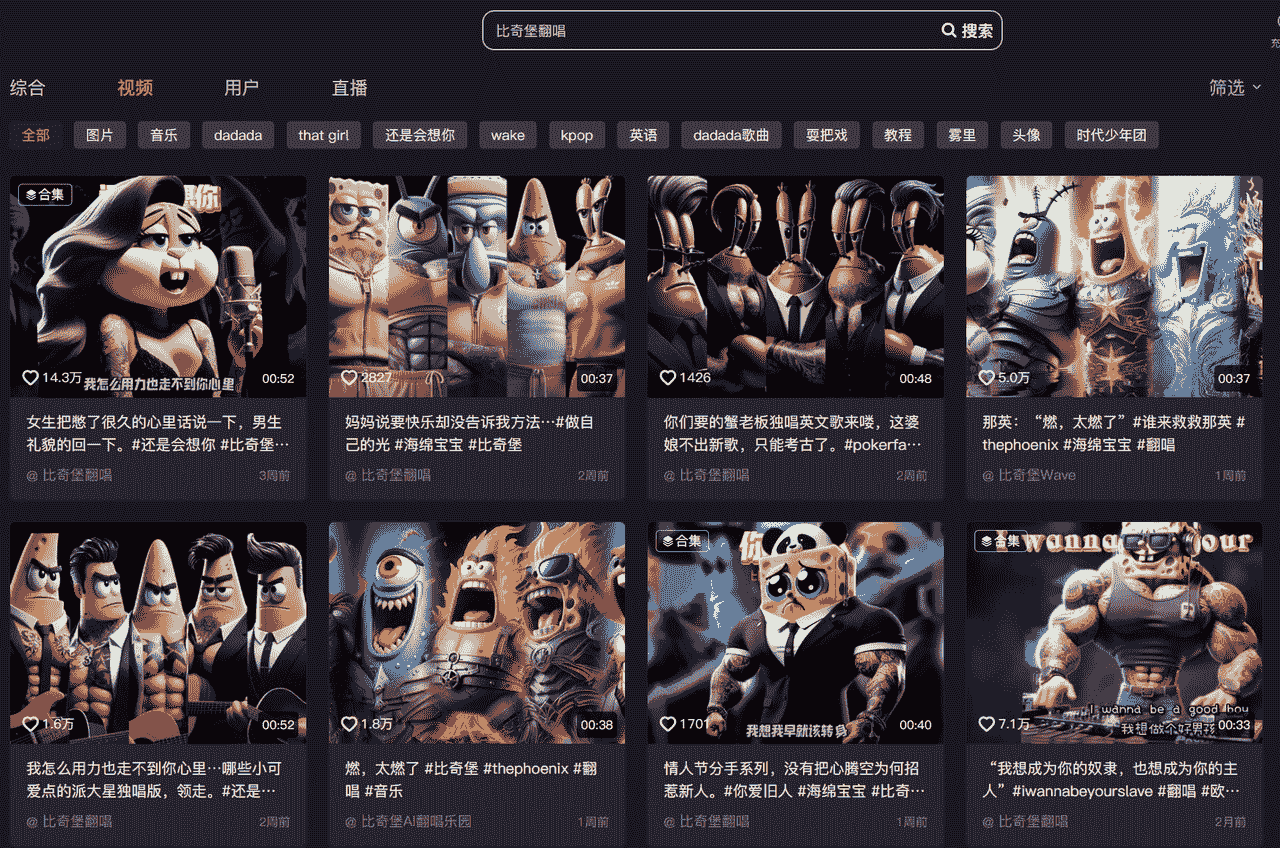 比奇堡翻唱
搜索
充
综合 视频 用户 直播 筛选
全部 图片 音乐 dadada that girl 还是会想你 wake kpop 英语 dadada歌曲 耍把戏 教程 雾里 头像 时代少年团
合集
14.3万
我怎么用力也走不到你心里
00:52
女生把憋了很久的心里话说一下，男生
礼貌的回一下。#还是会想你 #比奇堡…
@ 比奇堡翻唱 3周前
2827
00:37
妈妈说要快乐却没告诉我方法…#做自
己的光 #海绵宝宝 #比奇堡
@ 比奇堡翻唱 2周前
1426
00:48
你们要的蟹老板独唱英文歌来喽，这婆
娘不出新歌，只能考古了。#pokerfa…
@ 比奇堡翻唱 2周前
5.0万
00:37
那英：“燃，太燃了”#谁来救救那英 #
thephoenix #海绵宝宝 #翻唱
@ 比奇堡Wave 1周前
1.6万
00:52
我怎么用力也走不到你心里…哪些小可
爱点的派大星独唱版，领走。#还是…
@ 比奇堡翻唱 2周前
1.8万
00:38
燃，太燃了 #比奇堡 #thephoenix #翻
唱 #音乐
@ 比奇堡AI翻唱乐园 1周前
合集
你
1701
我想我早就该转身
00:40
情人节分手系列，没有把心腾空为何招
惹新人。#你爱旧人 #海绵宝宝 #比奇…
@ 比奇堡翻唱 1周前
合集
wanna your
I wanna be a good boy
7.1万
我想做个好男孩
00:33
“我想成为你的奴隶，也想成为你的主
人”#iwannabeyourslave #翻唱 #欧…
@ 比奇堡翻唱 2月前